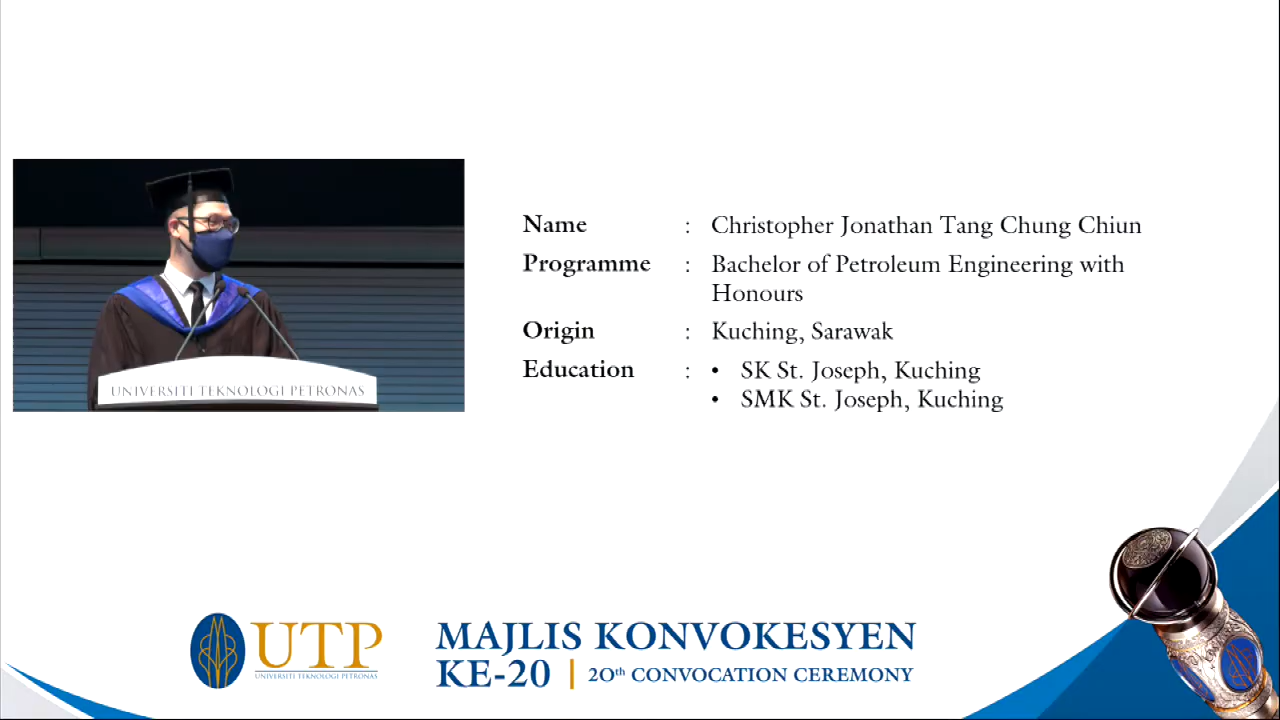 Name : Christopher Jonathan Tang Chung Chiun
Programme : Bachelor of Petroleum Engineering with
Honours
Origin : Kuching, Sarawak
Education : • SK St. Joseph, Kuching
• SMK St. Joseph, Kuching
UNIVERSITI TEKNOLOGI PETRONAS
UTP
UNIVERSITI TEKNOLOGI PETRONAS
MAJLIS KONVOKESYEN
KE-20 | 20th CONVOCATION CEREMONY